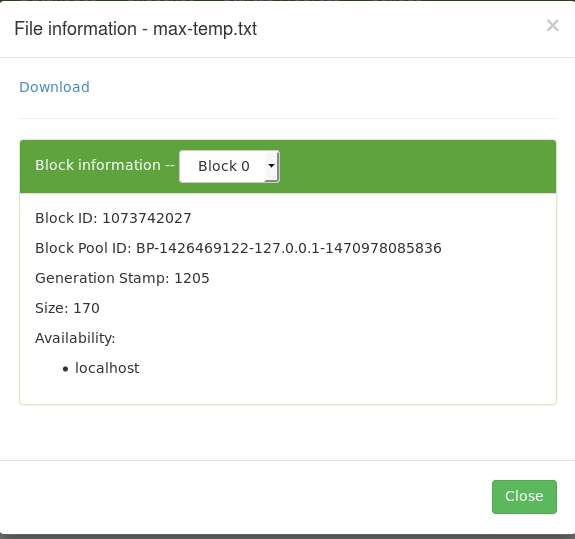 File information - max-temp.txt
×
Download
Block information -- Block 0
Block ID: 1073742027
Block Pool ID: BP-1426469122-127.0.0.1-1470978085836
Generation Stamp: 1205
Size: 170
Availability:
• localhost
Close